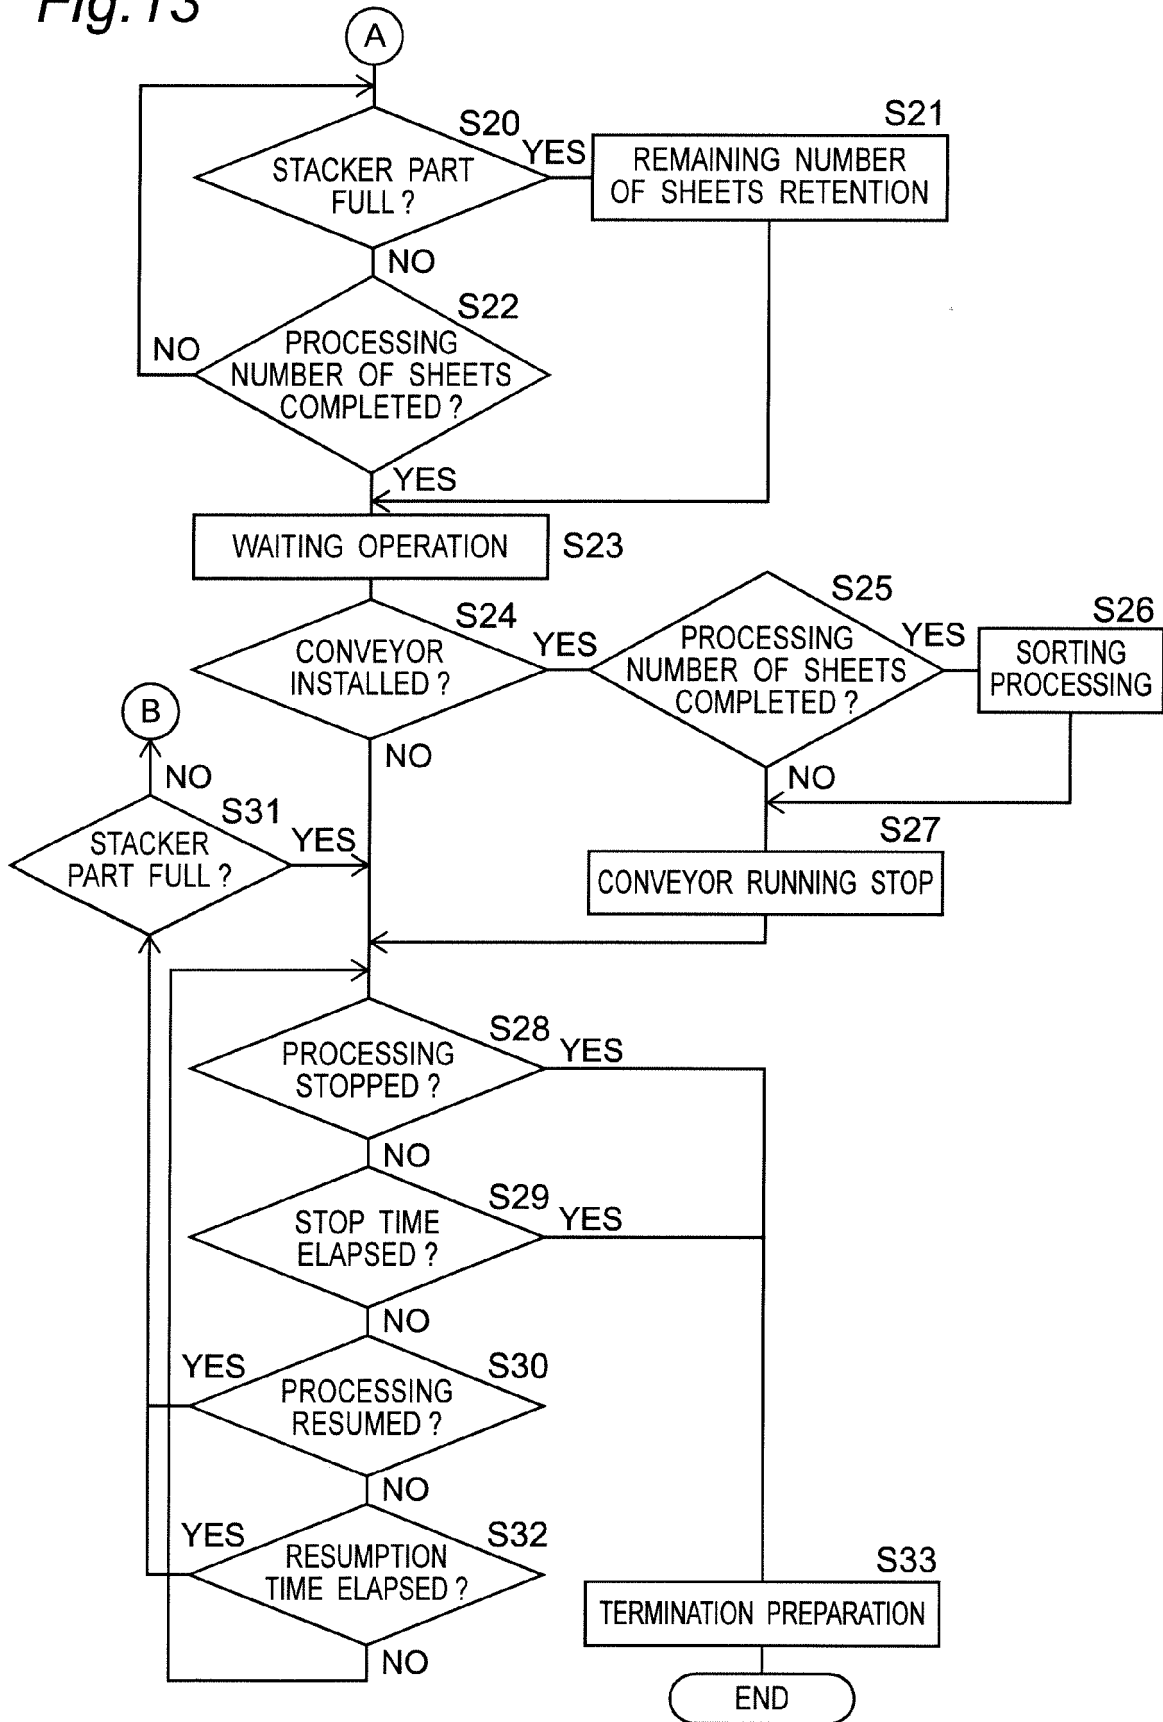 Fig.13
A
S20
STACKER PART
FULL ?
YES
S21
REMAINING NUMBER
OF SHEETS RETENTION
NO
S22
PROCESSING
NUMBER OF SHEETS
COMPLETED ?
NO
YES
WAITING OPERATION
S23
S24
CONVEYOR
INSTALLED ?
YES
S25
PROCESSING
NUMBER OF SHEETS
COMPLETED ?
YES
S26
SORTING
PROCESSING
B
NO
NO
NO
S31
STACKER
PART FULL ?
YES
S27
CONVEYOR RUNNING STOP
S28
PROCESSING
STOPPED ?
YES
NO
S29
STOP TIME
ELAPSED ?
YES
NO
YES
S30
PROCESSING
RESUMED ?
NO
YES
S32
RESUMPTION
TIME ELAPSED ?
NO
S33
TERMINATION PREPARATION
END